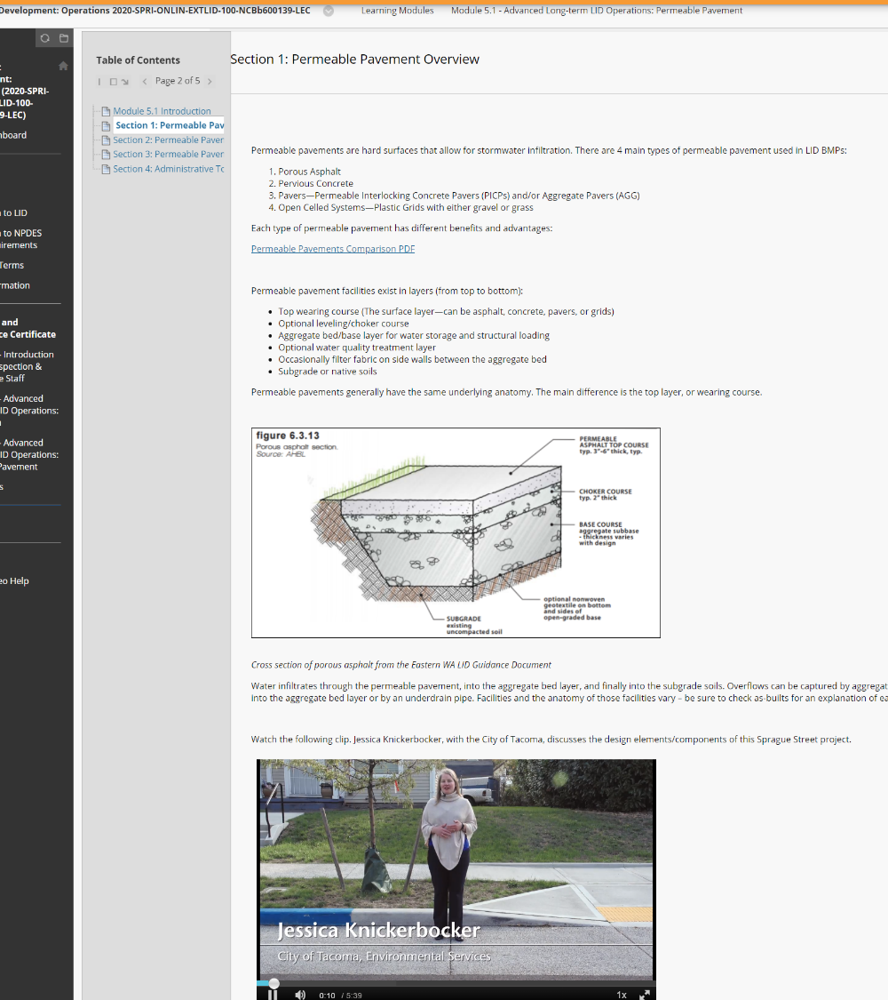 Development: Operations 2020-SPRI-ONLIN-EXTLID-100-NCBb600139-LEC
Learning Modules
Module 5.1 - Advanced Long-term LID Operations: Permeable Pavement
:
nt:
(2020-SPRI-
LID-100-
9-LEC)
nboard
to LID
to NPDES
uirements
Terms
rmation
and
ce Certificate
- Introduction
spection &
e Staff
- Advanced
ID Operations:
- Advanced
ID Operations:
Pavement
s
eo Help
Table of Contents
Page 2 of 5
Module 5.1 Introduction
Section 1: Permeable Pav
Section 2: Permeable Paver
Section 3: Permeable Paver
Section 4: Administrative To
Section 1: Permeable Pavement Overview
Permeable pavements are hard surfaces that allow for stormwater infiltration. There are 4 main types of permeable pavement used in LID BMPs:
1. Porous Asphalt
2. Pervious Concrete
3. Pavers—Permeable Interlocking Concrete Pavers (PICPs) and/or Aggregate Pavers (AGG)
4. Open Celled Systems—Plastic Grids with either gravel or grass
Each type of permeable pavement has different benefits and advantages:
Permeable Pavements Comparison PDF
Permeable pavement facilities exist in layers (from top to bottom):
• Top wearing course (The surface layer—can be asphalt, concrete, pavers, or grids)
• Optional leveling/choker course
• Aggregate bed/base layer for water storage and structural loading
• Optional water quality treatment layer
• Occasionally filter fabric on side walls between the aggregate bed
• Subgrade or native soils
Permeable pavements generally have the same underlying anatomy. The main difference is the top layer, or wearing course.
figure 6.3.13
Porous asphalt section.
Source: AHBL
PERMEABLE
ASPHALT TOP COURSE
typ. 3"-6" thick, typ.
CHOKER COURSE
typ. 2" thick
BASE COURSE
aggregate subbase
- thickness varies
with design
optional nonwoven
geotextile on bottom
and sides of
open-graded base
SUBGRADE
existing
uncompacted soil
Cross section of porous asphalt from the Eastern WA LID Guidance Document
Water infiltrates through the permeable pavement, into the aggregate bed layer, and finally into the subgrade soils. Overflows can be captured by aggregat
into the aggregate bed layer or by an underdrain pipe. Facilities and the anatomy of those facilities vary – be sure to check as-builts for an explanation of ea
Watch the following clip. Jessica Knickerbocker, with the City of Tacoma, discusses the design elements/components of this Sprague Street project.
Jessica Knickerbocker
City of Tacoma, Environmental Services
0:10 / 5:39
1x